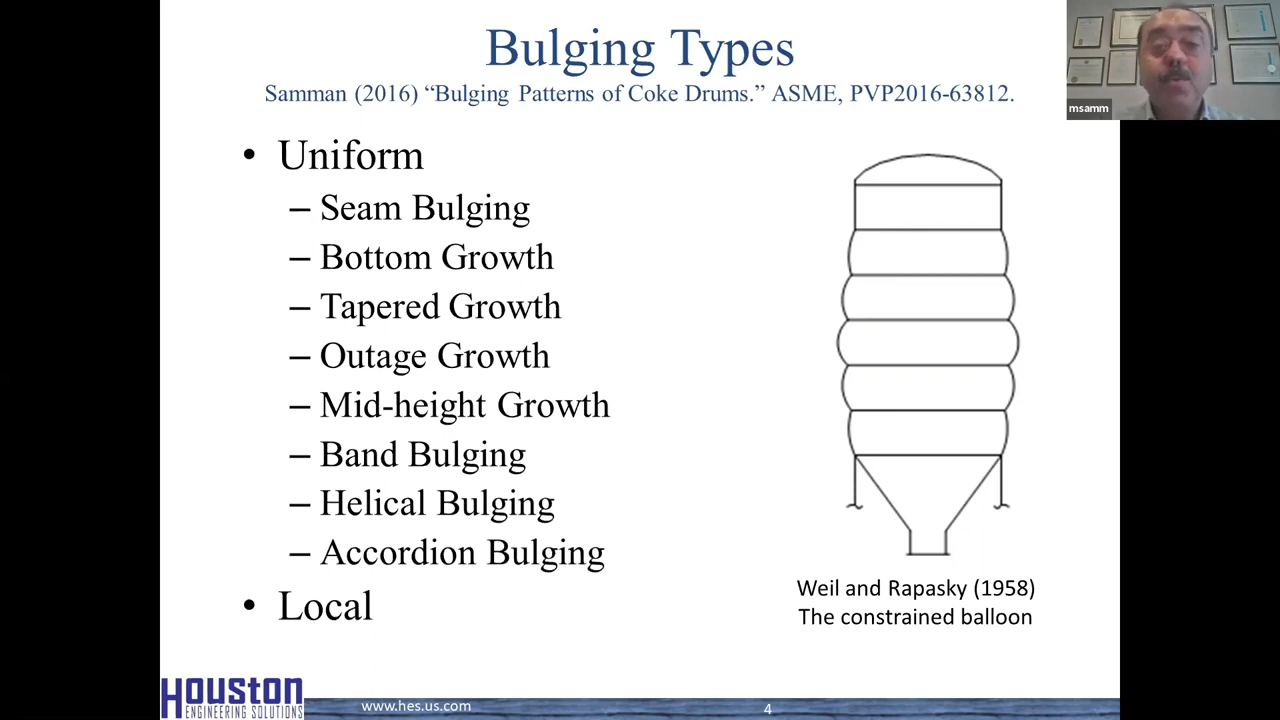 Bulging Types
Samman (2016) “Bulging Patterns of Coke Drums.” ASME, PVP2016-63812.
• Uniform
– Seam Bulging
– Bottom Growth
– Tapered Growth
– Outage Growth
– Mid-height Growth
– Band Bulging
– Helical Bulging
– Accordion Bulging
• Local
Weil and Rapasky (1958)
The constrained balloon
msamm
HOUSTON
ENGINEERING SOLUTIONS
www.hes.us.com
4